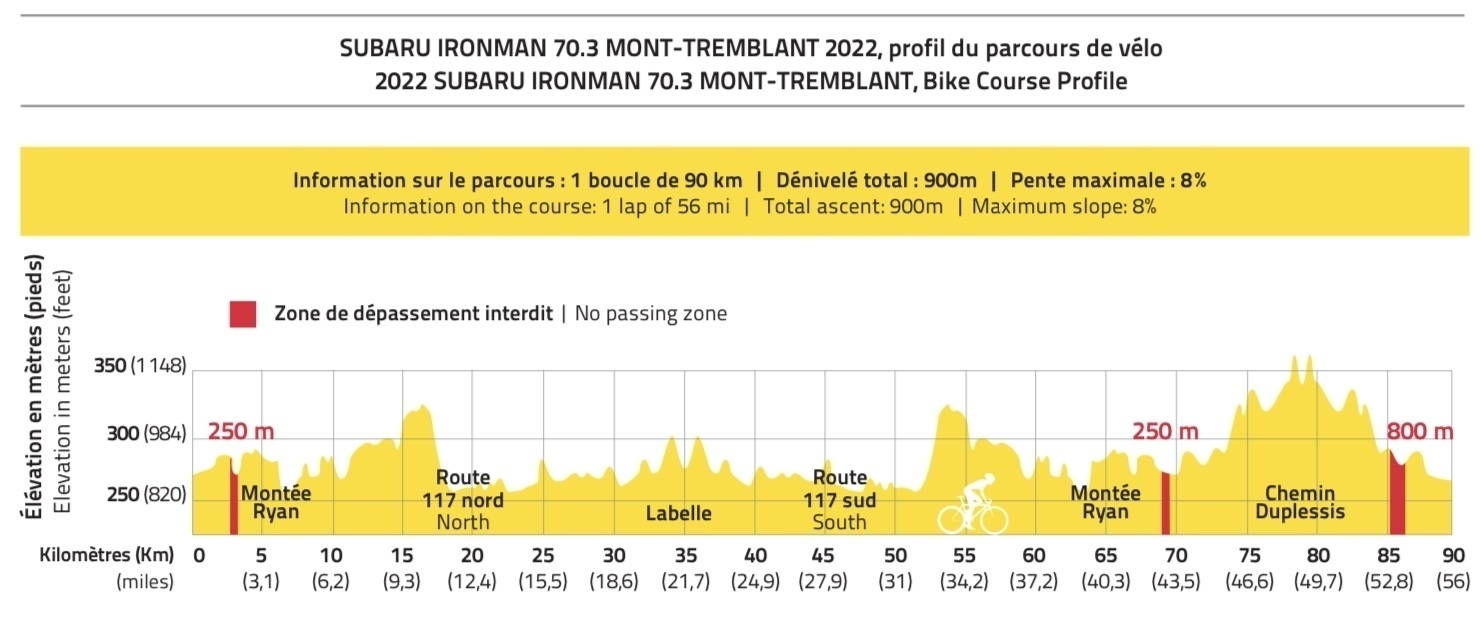 SUBARU IRONMAN 70.3 MONT-TREMBLANT 2022, profil du parcours de vélo
2022 SUBARU IRONMAN 70.3 MONT-TREMBLANT, Bike Course Profile
Information sur le parcours : 1 boucle de 90 km | Dénivelé total : 900m | Pente maximale : 8%
Information on the course: 1 lap of 56 mi | Total ascent: 900m | Maximum slope: 8%
Élévation en mètres (pieds)
Elevation in meters (feet)
Zone de dépassement interdit | No passing zone
350 (1 148)
300 (984)
250 (820)
250 m
250 m
800 m
Montée
Ryan
Route
117 nord
North
Labelle
Route
117 sud
South
Montée
Ryan
Chemin
Duplessis
Kilomètres (Km) 0 5 10 15 20 25 30 35 40 45 50 55 60 65 70 75 80 85 90
(miles) (3,1) (6,2) (9,3) (12,4) (15,5) (18,6) (21,7) (24,9) (27,9) (31) (34,2) (37,2) (40,3) (43,5) (46,6) (49,7) (52,8) (56)